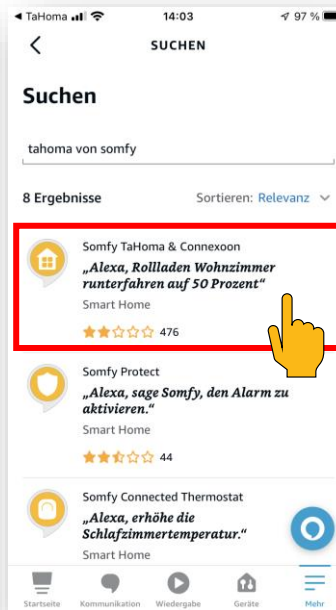 TaHoma 14:03 97 %
SUCHEN
Suchen
tahoma von somfy
8 Ergebnisse Sortieren: Relevanz
Somfy TaHoma & Connexoon
„Alexa, Rollladen Wohnzimmer
runterfahren auf 50 Prozent“
Smart Home
476
Somfy Protect
„Alexa, sage Somfy, den Alarm zu
aktivieren.“
Smart Home
44
Somfy Connected Thermostat
„Alexa, erhöhe die
Schlafzimmertemperatur.“
Smart Home
Startseite Kommunikation Wiedergabe Geräte Mehr